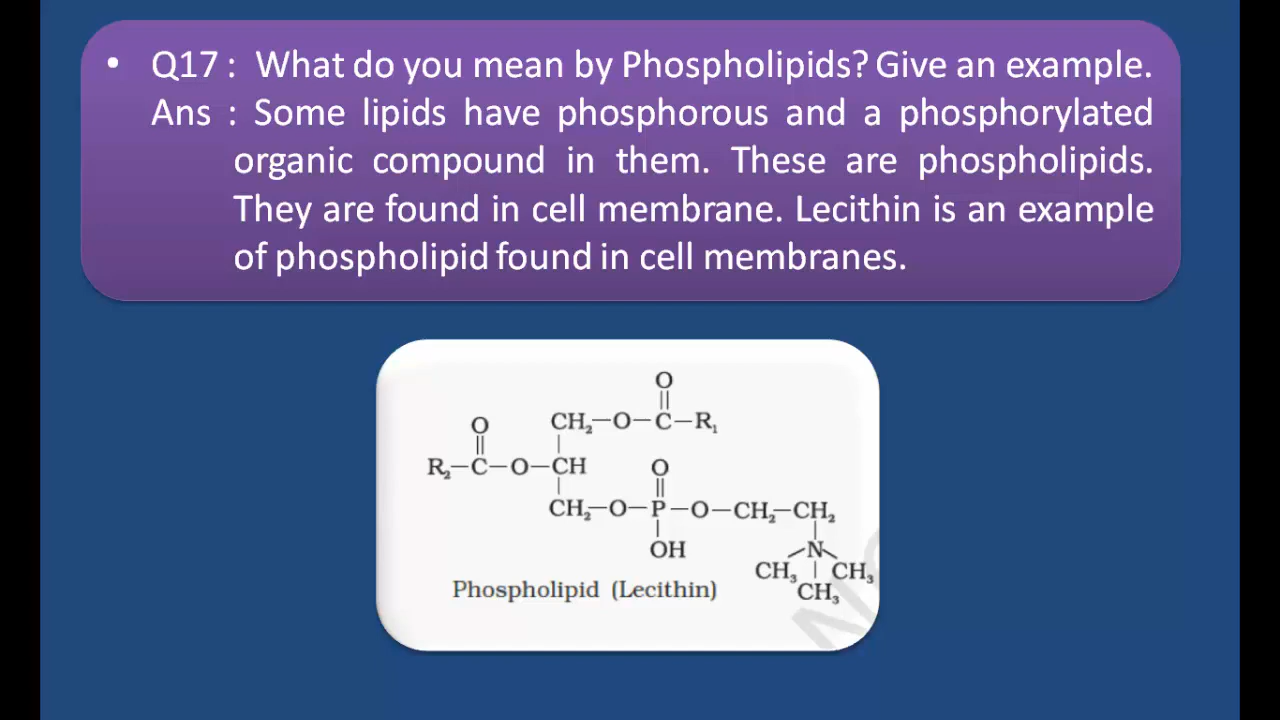 • Q17 : What do you mean by Phospholipids? Give an example.
Ans : Some lipids have phosphorous and a phosphorylated
organic compound in them. These are phospholipids.
They are found in cell membrane. Lecithin is an example
of phospholipid found in cell membranes.
O
O CH₂—O—C—R₁
R₂—C—O—CH O
CH₂—O—P—O—CH₂—CH₂
OH N
CH₃ CH₃
Phospholipid (Lecithin) CH₃